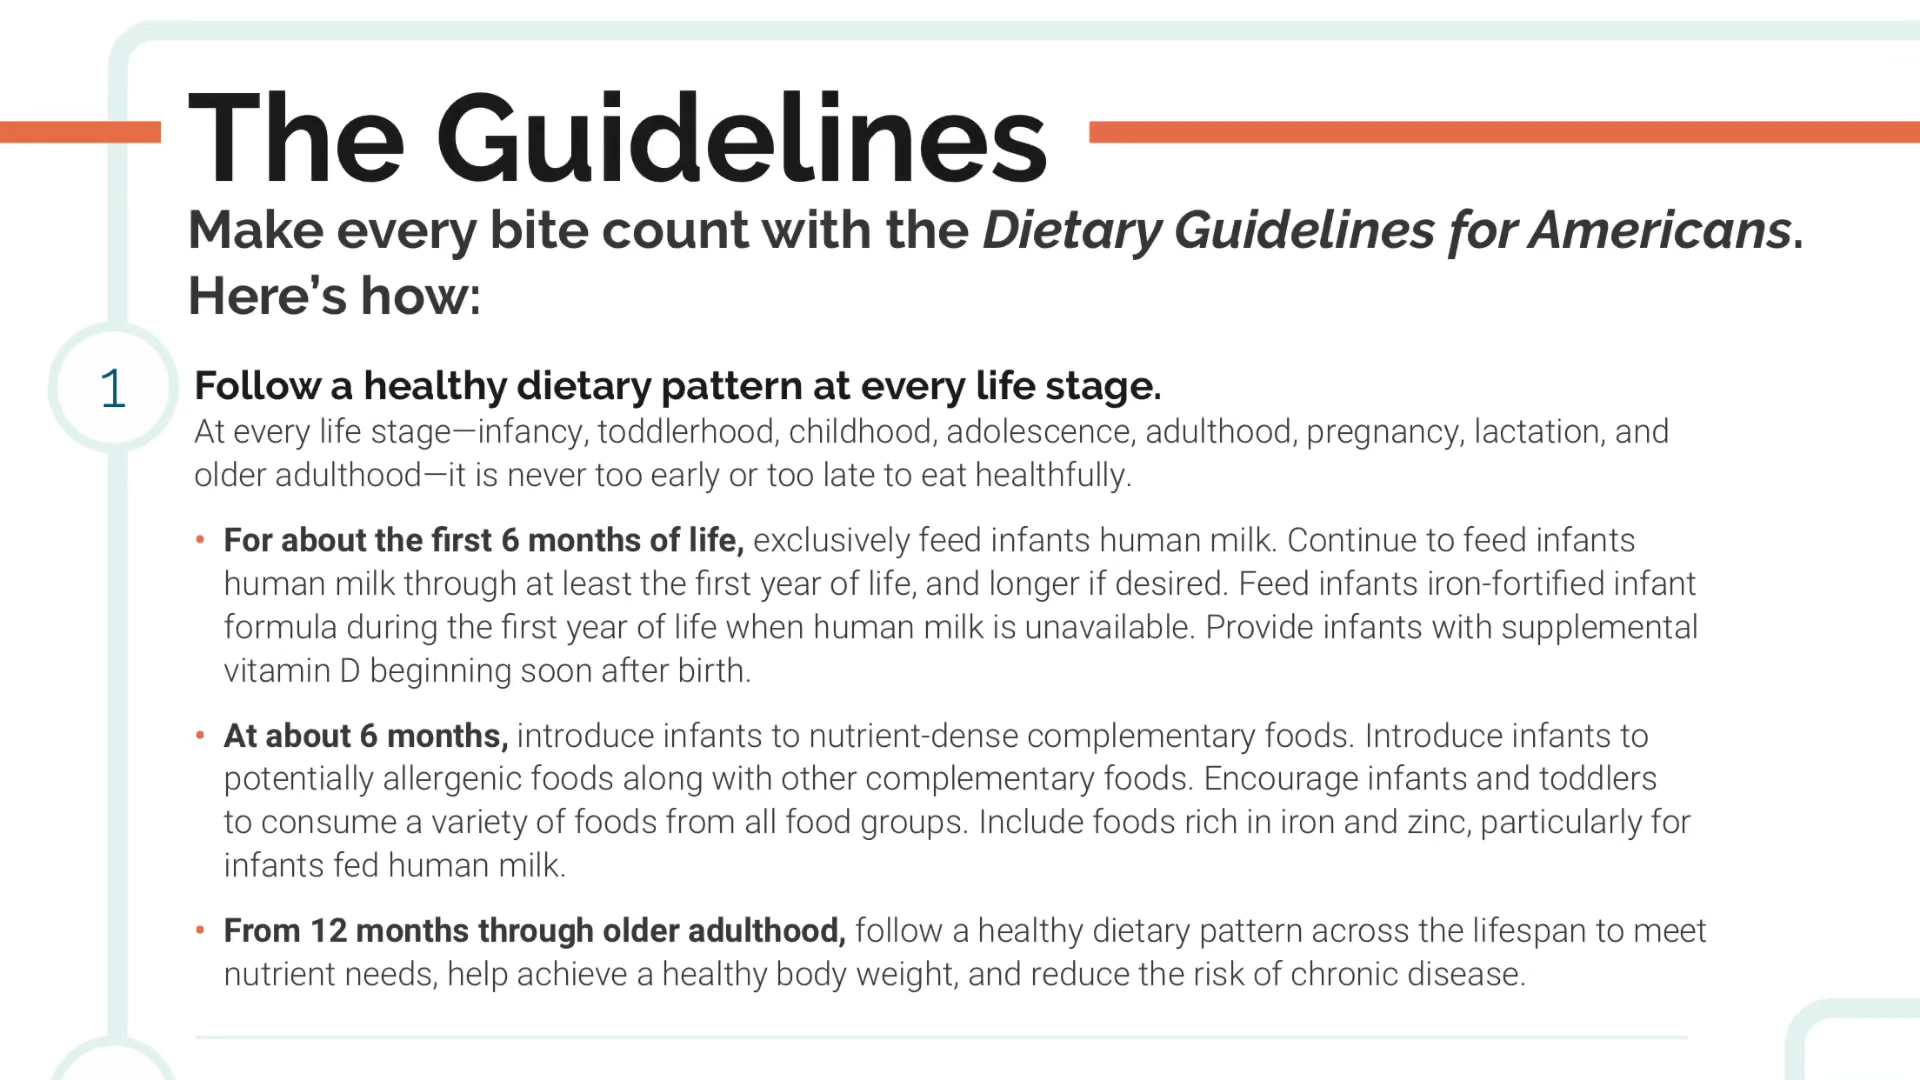 The Guidelines
Make every bite count with the Dietary Guidelines for Americans.
Here’s how:
1
Follow a healthy dietary pattern at every life stage.
At every life stage—infancy, toddlerhood, childhood, adolescence, adulthood, pregnancy, lactation, and
older adulthood—it is never too early or too late to eat healthfully.
• For about the first 6 months of life, exclusively feed infants human milk. Continue to feed infants
human milk through at least the first year of life, and longer if desired. Feed infants iron-fortified infant
formula during the first year of life when human milk is unavailable. Provide infants with supplemental
vitamin D beginning soon after birth.
• At about 6 months, introduce infants to nutrient-dense complementary foods. Introduce infants to
potentially allergenic foods along with other complementary foods. Encourage infants and toddlers
to consume a variety of foods from all food groups. Include foods rich in iron and zinc, particularly for
infants fed human milk.
• From 12 months through older adulthood, follow a healthy dietary pattern across the lifespan to meet
nutrient needs, help achieve a healthy body weight, and reduce the risk of chronic disease.